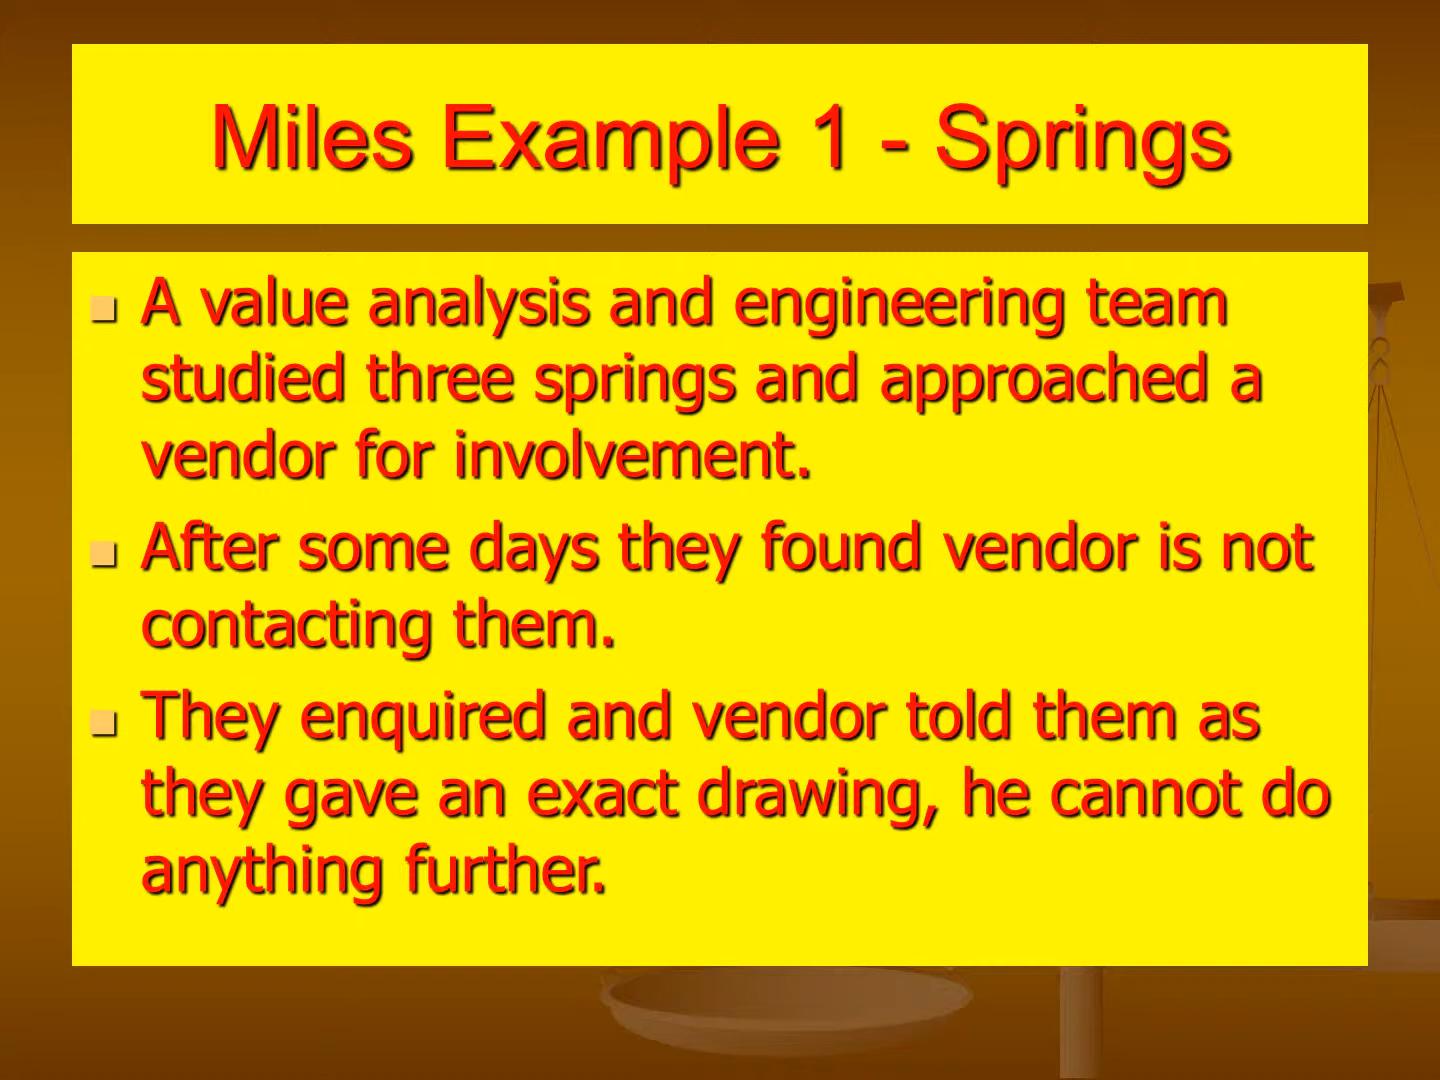 Miles Example 1 - Springs
A value analysis and engineering team
studied three springs and approached a
vendor for involvement.
After some days they found vendor is not
contacting them.
They enquired and vendor told them as
they gave an exact drawing, he cannot do
anything further.